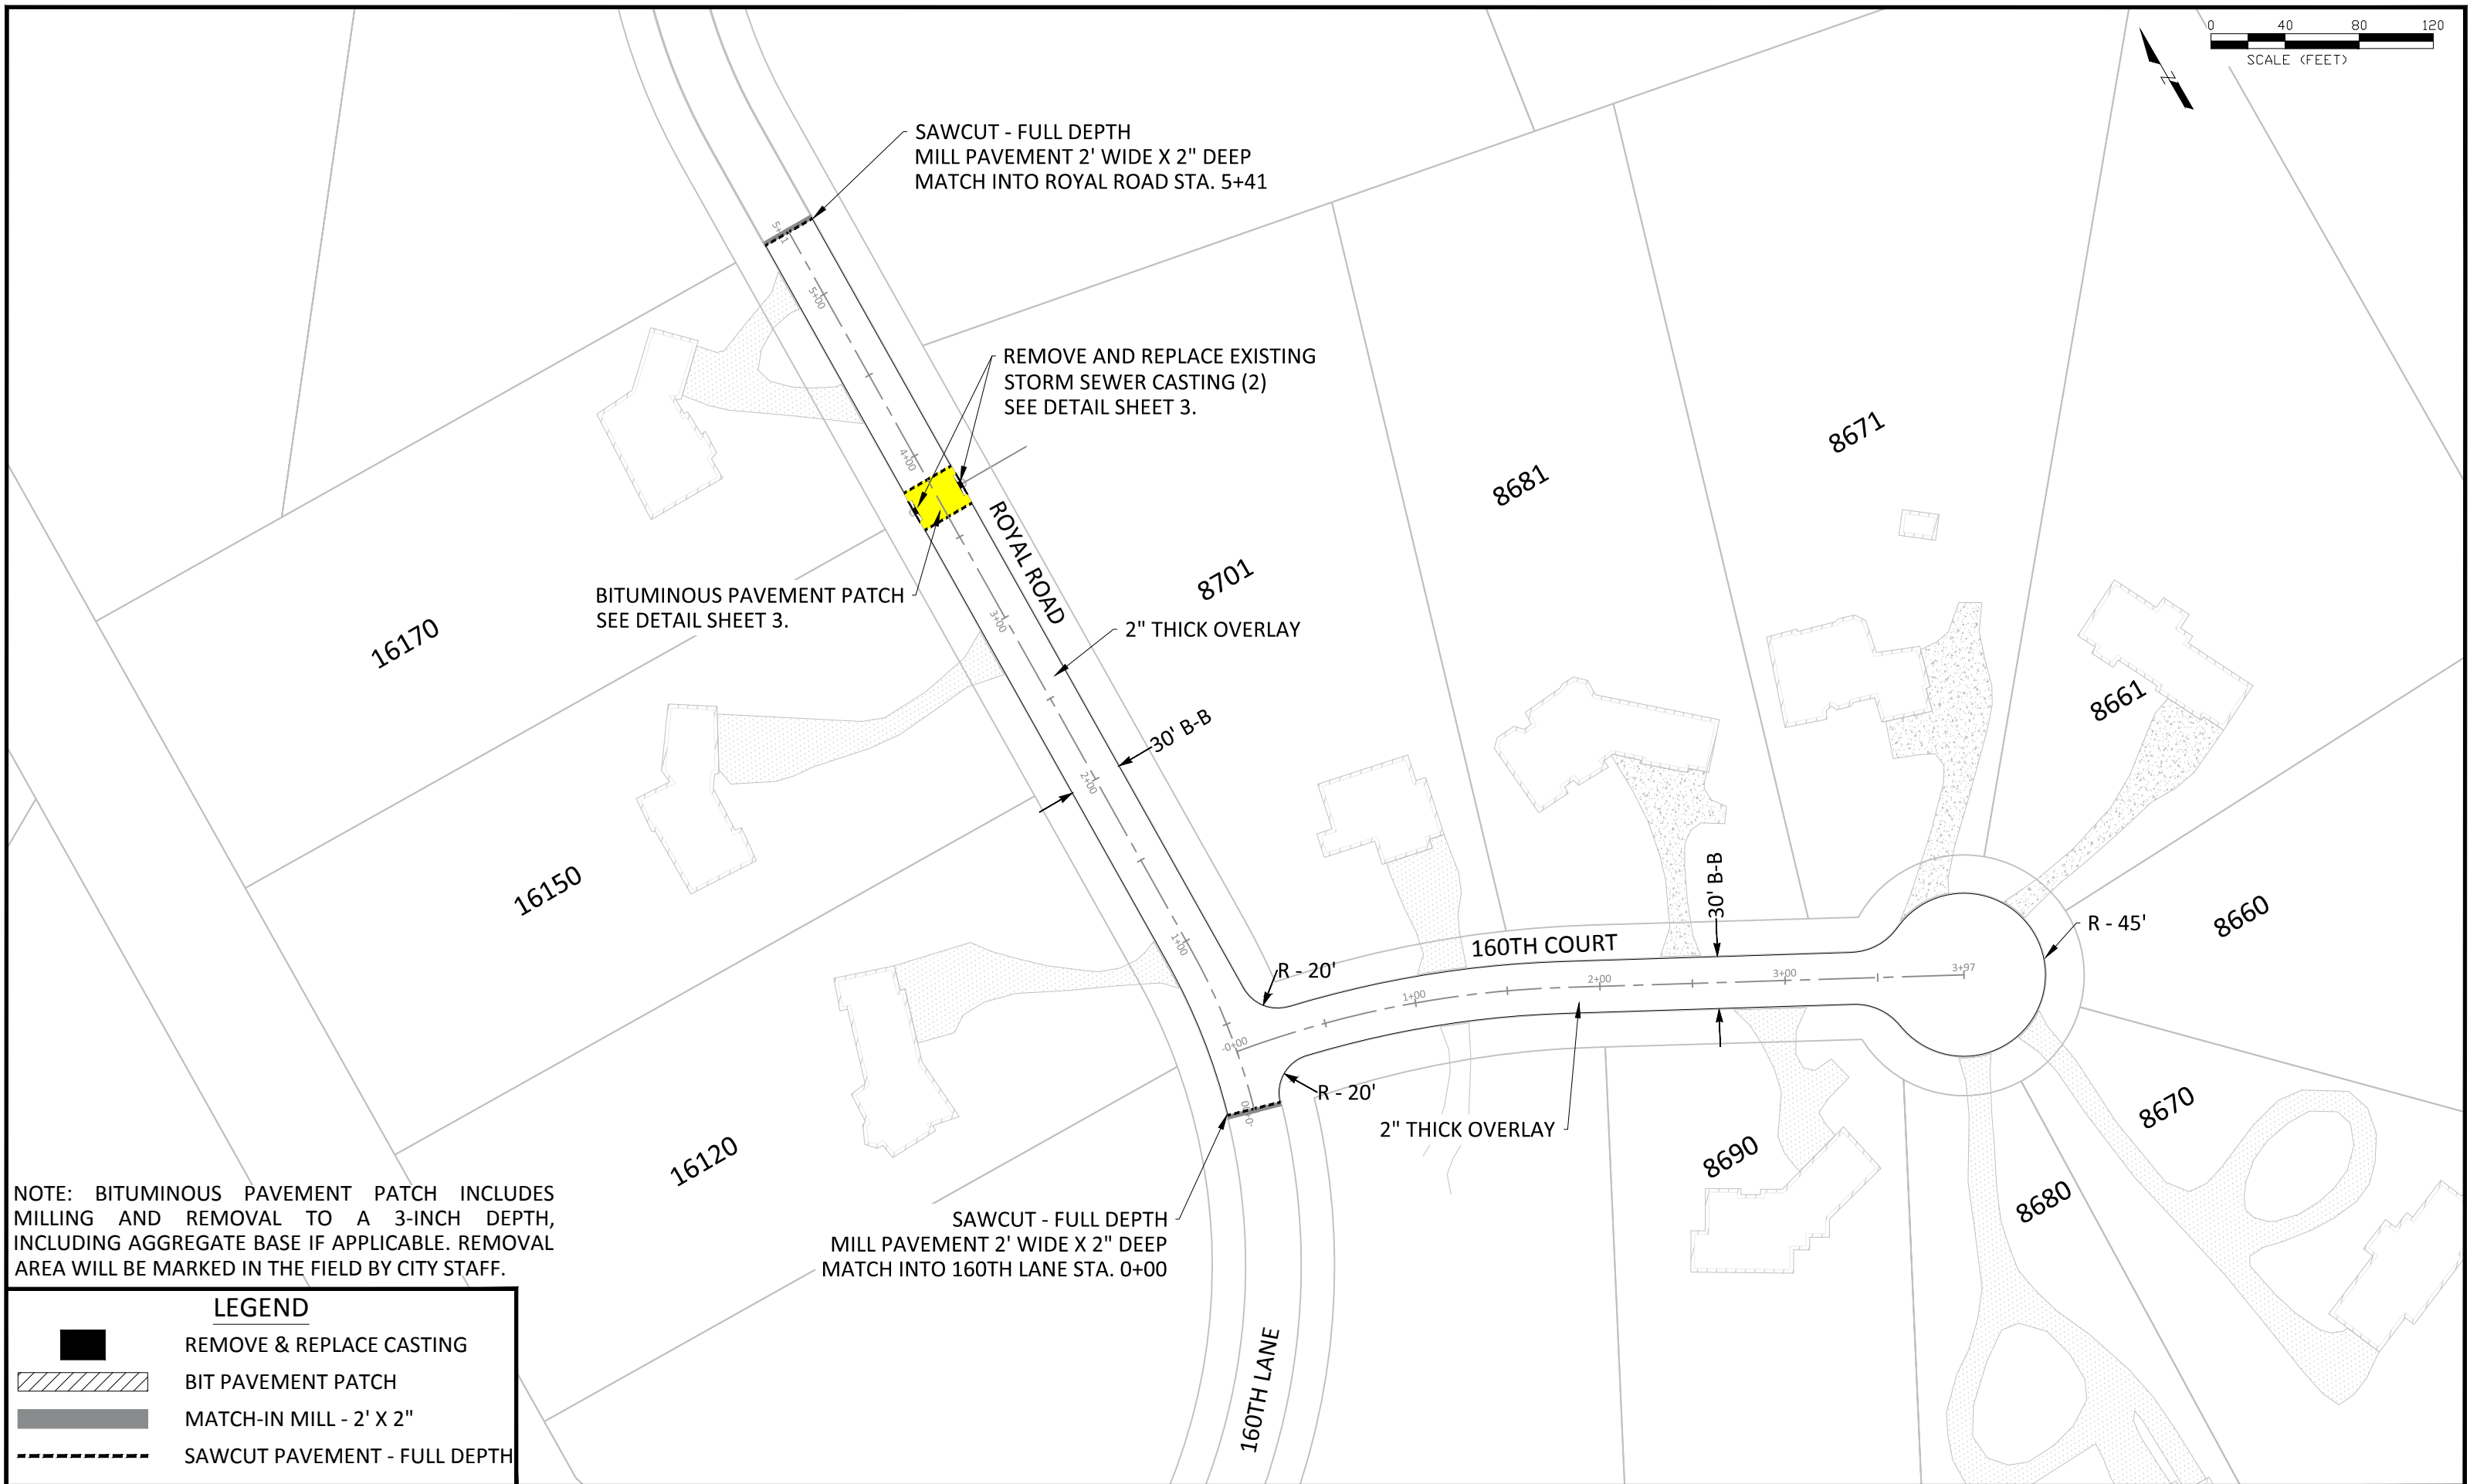 0 40 80 120
SCALE (FEET)
N
SAWCUT - FULL DEPTH
MILL PAVEMENT 2' WIDE X 2" DEEP
MATCH INTO ROYAL ROAD STA. 5+41
5+00
REMOVE AND REPLACE EXISTING
STORM SEWER CASTING (2)
SEE DETAIL SHEET 3.
4+00
8671
8681
ROYAL ROAD
8701
BITUMINOUS PAVEMENT PATCH
SEE DETAIL SHEET 3.
3+00
2" THICK OVERLAY
16170
8661
30' B-B
2+00
16150
30' B-B
8660
R - 45'
1+00
160TH COURT
R - 20'
1+00
2+00
3+00
3+97
-0+00
R - 20'
2" THICK OVERLAY
8670
16120
8690
8680
NOTE: BITUMINOUS PAVEMENT PATCH INCLUDES
MILLING AND REMOVAL TO A 3-INCH DEPTH,
INCLUDING AGGREGATE BASE IF APPLICABLE. REMOVAL
AREA WILL BE MARKED IN THE FIELD BY CITY STAFF.
SAWCUT - FULL DEPTH
MILL PAVEMENT 2' WIDE X 2" DEEP
MATCH INTO 160TH LANE STA. 0+00
160TH LANE
LEGEND
REMOVE & REPLACE CASTING
BIT PAVEMENT PATCH
MATCH-IN MILL - 2' X 2"
SAWCUT PAVEMENT - FULL DEPTH